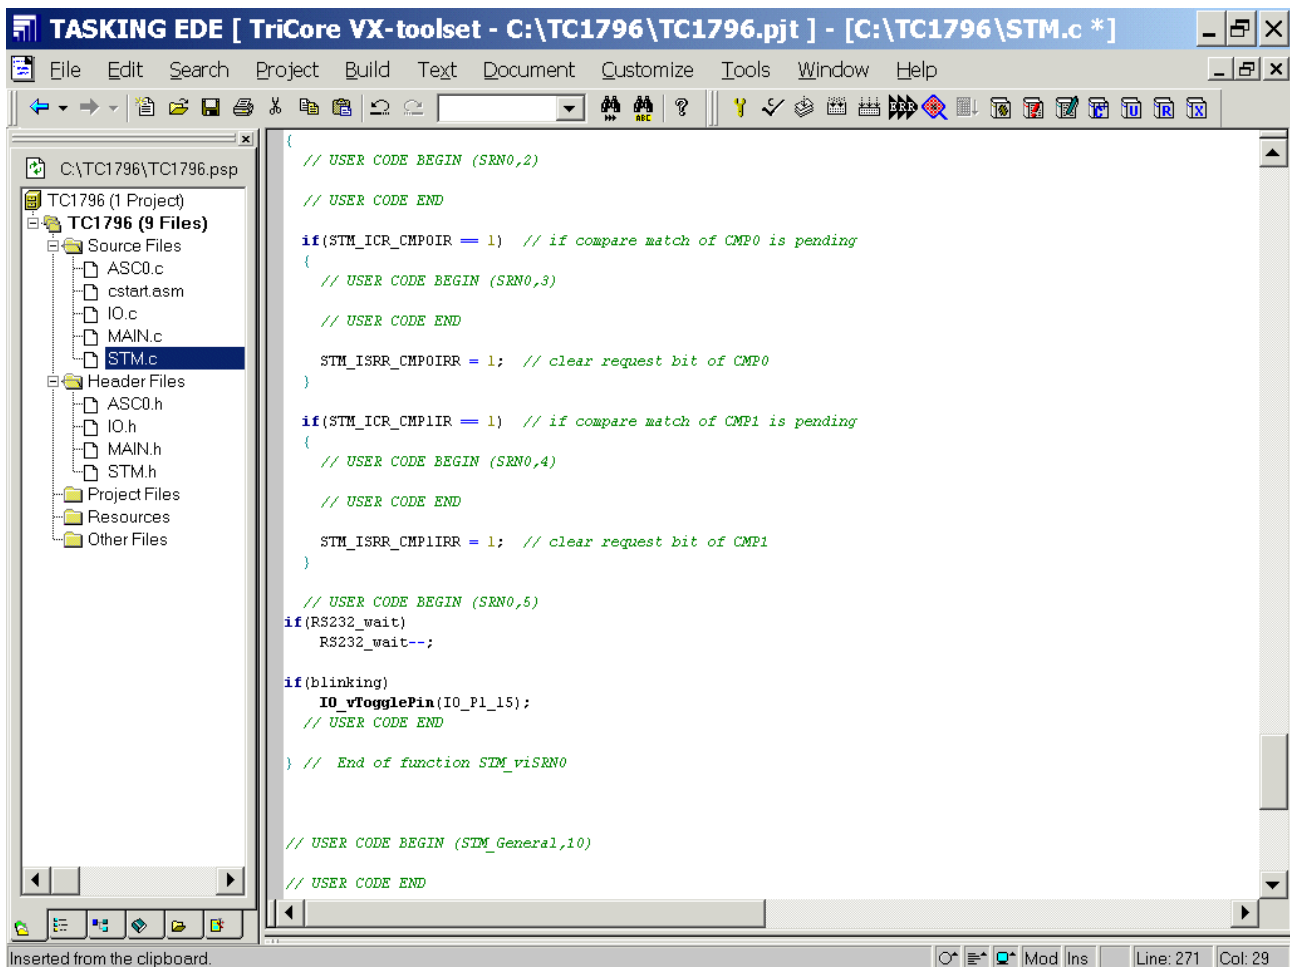 TASKING EDE [ TriCore VX-toolset - C:\TC1796\TC1796.pjt ] - [C:\TC1796\STM.c *]
File Edit Search Project Build Text Document Customize Tools Window Help
C:\TC1796\TC1796.psp
TC1796 (1 Project)
TC1796 (9 Files)
Source Files
ASC0.c
cstart.asm
IO.c
MAIN.c
STM.c
Header Files
ASC0.h
IO.h
MAIN.h
STM.h
Project Files
Resources
Other Files
{
// USER CODE BEGIN (SRN0,2)
// USER CODE END
if(STM_ICR_CMP0IR == 1) // if compare match of CMP0 is pending
{
// USER CODE BEGIN (SRN0,3)
// USER CODE END
STM_ISRR_CMP0IRR = 1; // clear request bit of CMP0
}
if(STM_ICR_CMP1IR == 1) // if compare match of CMP1 is pending
{
// USER CODE BEGIN (SRN0,4)
// USER CODE END
STM_ISRR_CMP1IRR = 1; // clear request bit of CMP1
}
// USER CODE BEGIN (SRN0,5)
if(RS232_wait)
RS232_wait--;
if(blinking)
IO_vTogglePin(IO_P1_15);
// USER CODE END
} // End of function STM_viSRN0
// USER CODE BEGIN (STM_General,10)
// USER CODE END
Inserted from the clipboard.
Mod Ins Line: 271 Col: 29